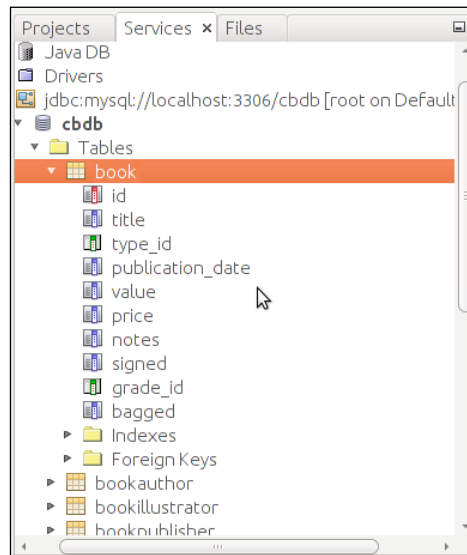 Projects Services × Files
Java DB
Drivers
jdbc:mysql://localhost:3306/cbdb [root on Default
cbdb
Tables
book
id
title
type_id
publication_date
value
price
notes
signed
grade_id
bagged
Indexes
Foreign Keys
bookauthor
bookillustrator
bookpublisher